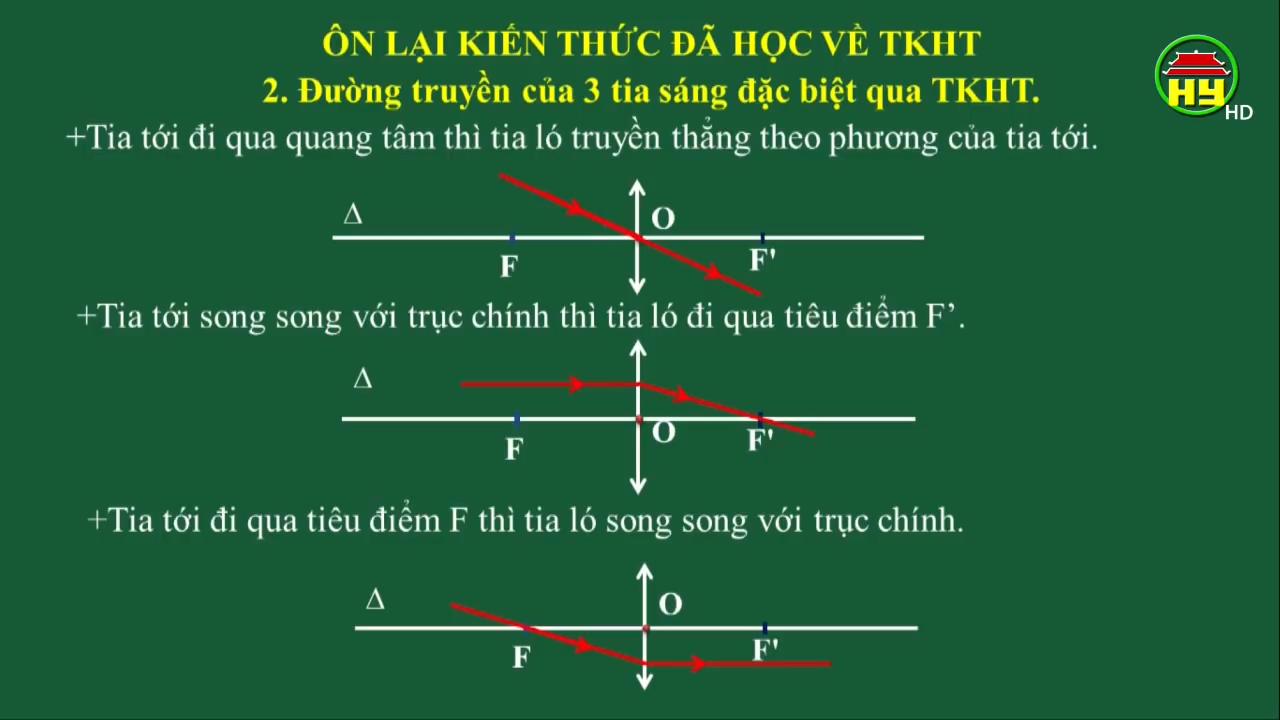 ÔN LẠI KIẾN THỨC ĐÃ HỌC VỀ TKHT
2. Đường truyền của 3 tia sáng đặc biệt qua TKHT.
HY
HD
+Tia tới đi qua quang tâm thì tia ló truyền thẳng theo phương của tia tới.
Δ
O
F
F'
+Tia tới song song với trục chính thì tia ló đi qua tiêu điểm F’.
Δ
F
O
F'
+Tia tới đi qua tiêu điểm F thì tia ló song song với trục chính.
Δ
O
F
F'